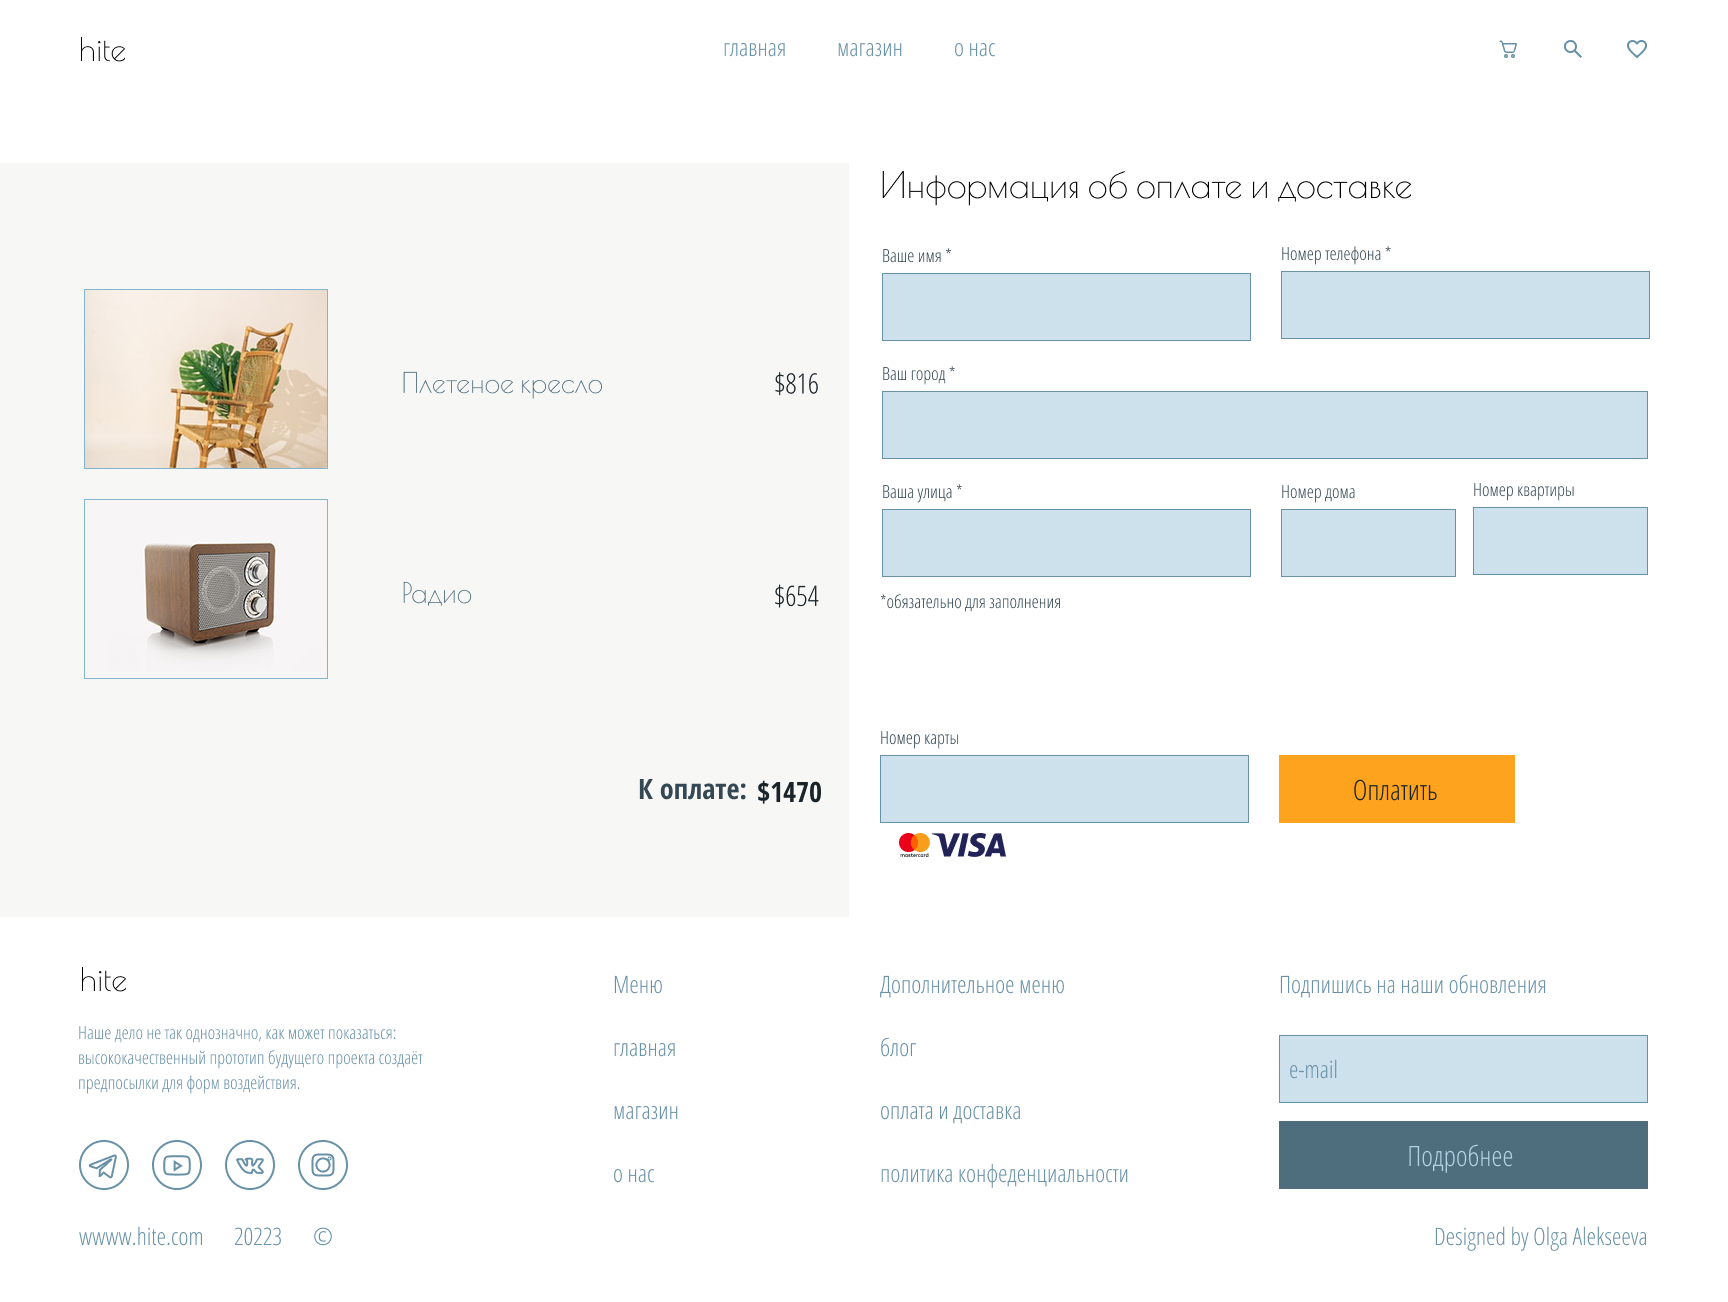 hite
главная
магазин
о нас
Плетеное кресло
$816
Радио
$654
К оплате: $1470
Информация об оплате и доставке
Ваше имя *
Номер телефона *
Ваш город *
Ваша улица *
Номер дома
Номер квартиры
*обязательно для заполнения
Номер карты
Оплатить
mastercard
VISA
hite
Наше дело не так однозначно, как может показаться:
высококачественный прототип будущего проекта создаёт
предпосылки для форм воздействия.
Меню
главная
магазин
о нас
Дополнительное меню
блог
оплата и доставка
политика конфеденциальности
Подпишись на наши обновления
e-mail
Подробнее
wwww.hite.com
20223
©
Designed by Olga Alekseeva